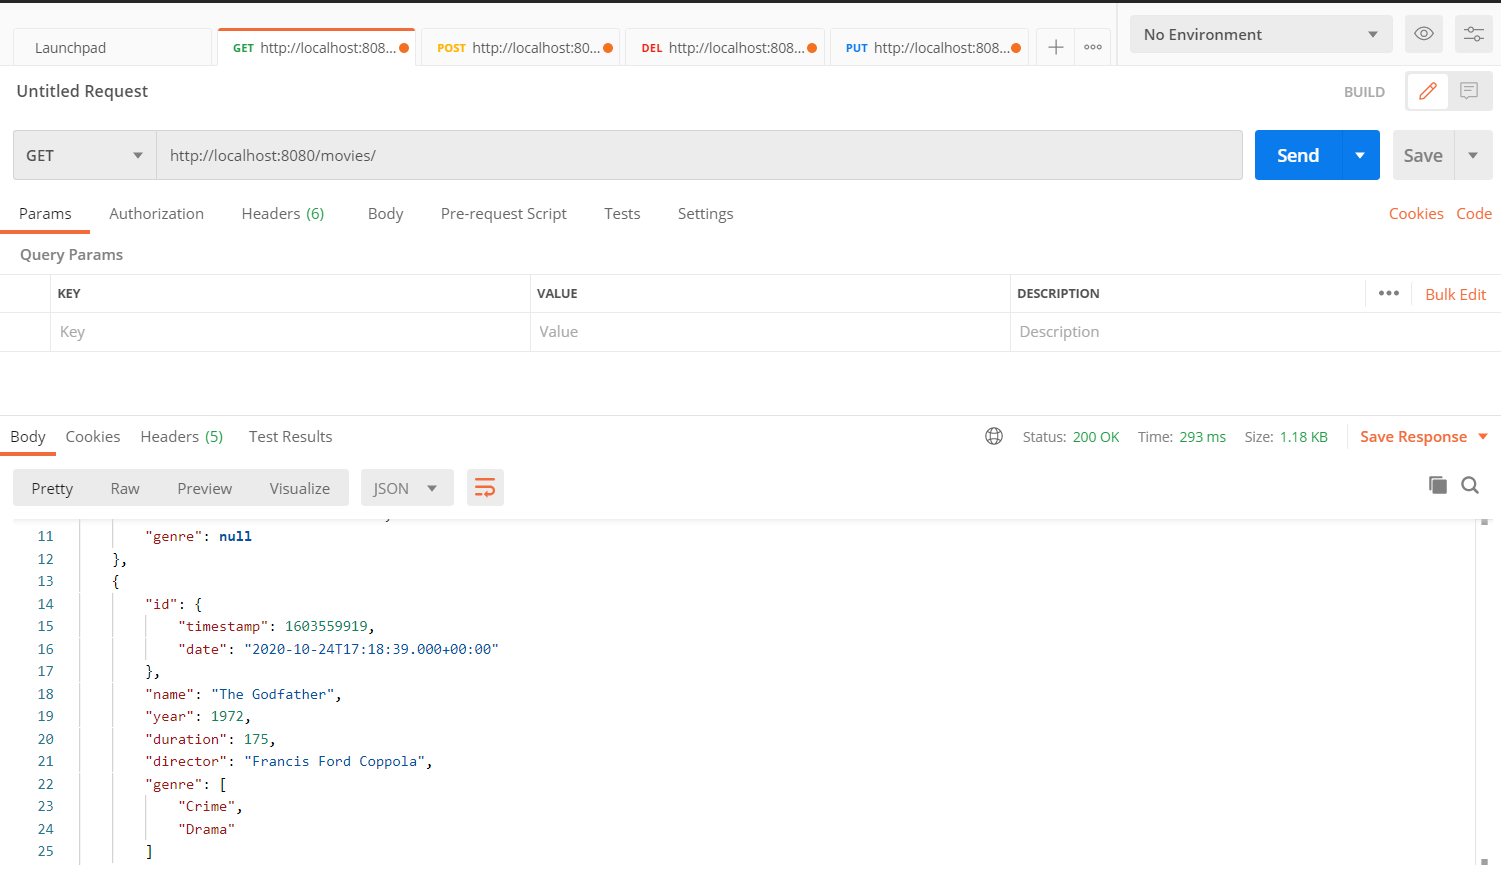 Launchpad
GET http://localhost:808...
POST http://localhost:80...
DEL http://localhost:808...
PUT http://localhost:808...
No Environment
Untitled Request
BUILD
GET
http://localhost:8080/movies/
Send
Save
Params Authorization Headers (6) Body Pre-request Script Tests Settings
Cookies Code
Query Params
KEY VALUE DESCRIPTION
Bulk Edit
Key Value Description
Body Cookies Headers (5) Test Results
Status: 200 OK Time: 293 ms Size: 1.18 KB
Save Response
Pretty Raw Preview Visualize
JSON
11 "genre": null
12 },
13 {
14 "id": {
15 "timestamp": 1603559919,
16 "date": "2020-10-24T17:18:39.000+00:00"
17 },
18 "name": "The Godfather",
19 "year": 1972,
20 "duration": 175,
21 "director": "Francis Ford Coppola",
22 "genre": [
23 "Crime",
24 "Drama"
25 ]